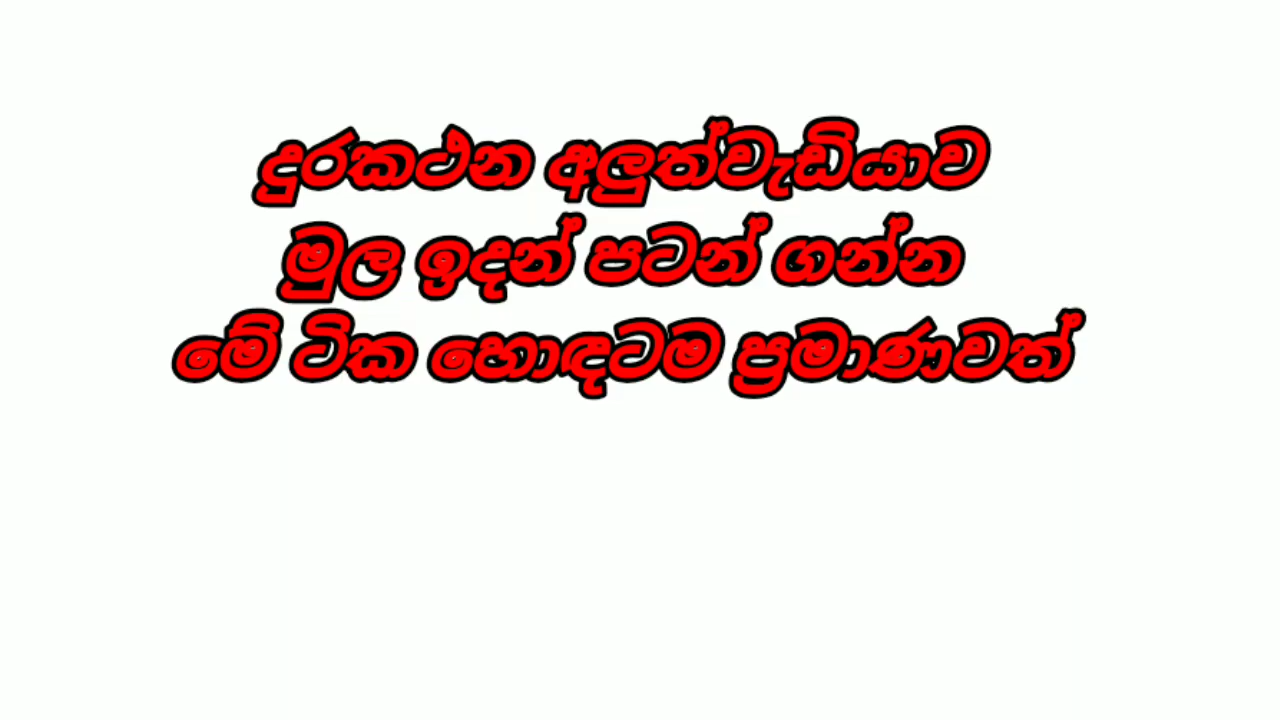 දුරකථන අලුත්වැඩියාව
මුල ඉදන් පටන් ගන්න
මේ ටික හොඳටම ප්‍රමාණවත්